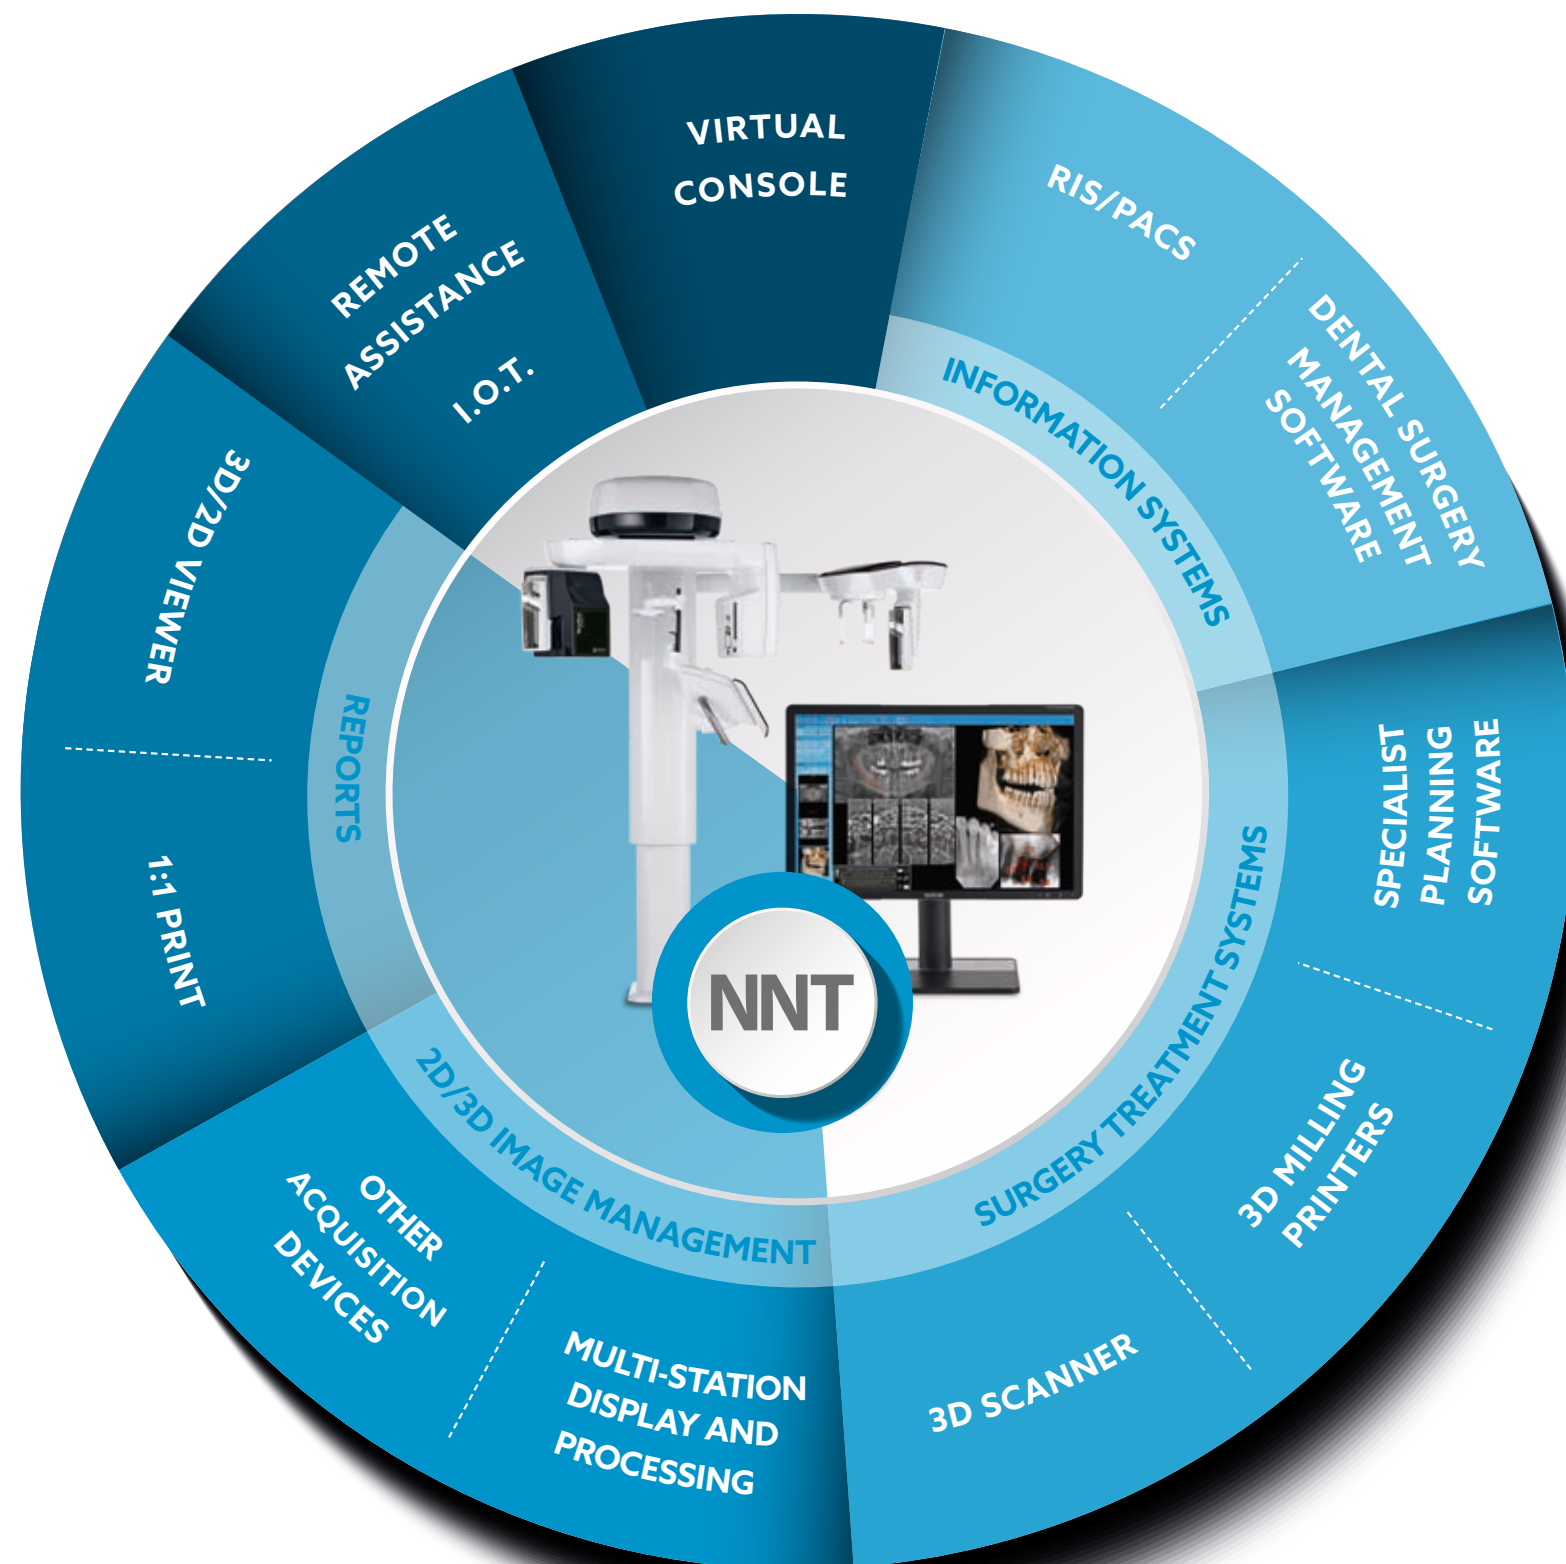 VIRTUAL
CONSOLE
RIS/PACS
DENTAL SURGERY
MANAGEMENT
SOFTWARE
INFORMATION SYSTEMS
SPECIALIST
PLANNING
SOFTWARE
3D MILLING
PRINTERS
3D SCANNER
SURGERY TREATMENT SYSTEMS
MULTI-STATION
DISPLAY AND
PROCESSING
OTHER
ACQUISITION
DEVICES
2D/3D IMAGE MANAGEMENT
1:1 PRINT
3D/2D VIEWER
REPORTS
REMOTE
ASSISTANCE
I.O.T.
NNT